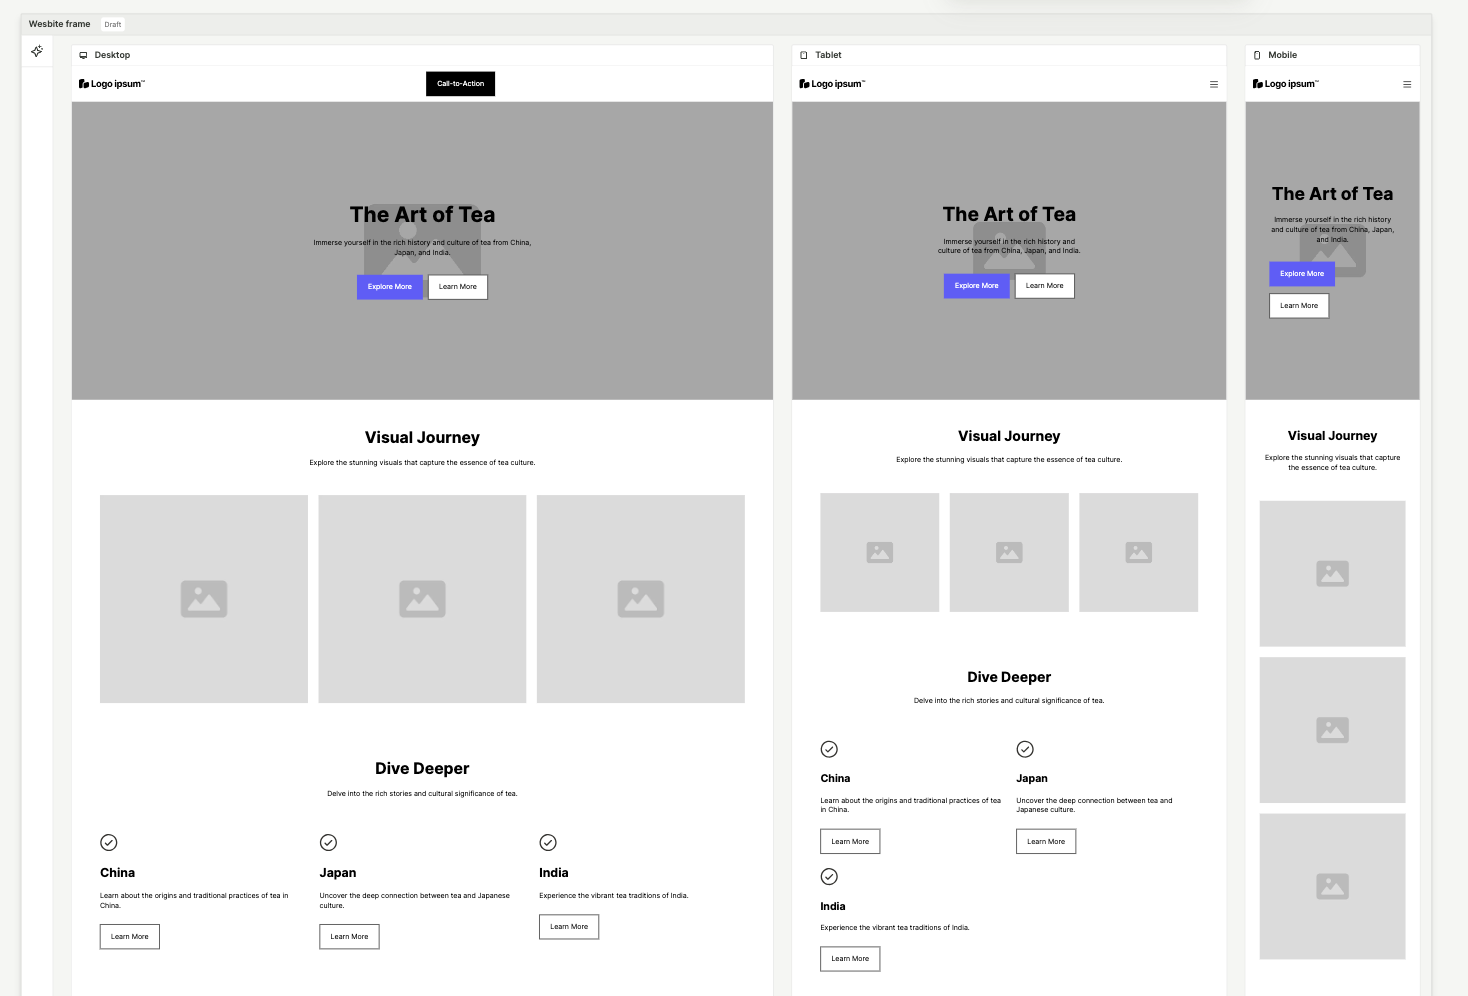 Wesbite frame
Draft
Desktop
Logo ipsum™
Call-to-Action
The Art of Tea
Immerse yourself in the rich history and culture of tea from China,
Japan, and India.
Explore More
Learn More
Visual Journey
Explore the stunning visuals that capture the essence of tea culture.
Dive Deeper
Delve into the rich stories and cultural significance of tea.
China
Learn about the origins and traditional practices of tea in
China.
Learn More
Japan
Uncover the deep connection between tea and Japanese
culture.
Learn More
India
Experience the vibrant tea traditions of India.
Learn More
Tablet
Logo ipsum™
The Art of Tea
Immerse yourself in the rich history and
culture of tea from China, Japan, and India.
Explore More
Learn More
Visual Journey
Explore the stunning visuals that capture the essence of tea culture.
Dive Deeper
Delve into the rich stories and cultural significance of tea.
China
Learn about the origins and traditional practices of tea
in China.
Learn More
Japan
Uncover the deep connection between tea and
Japanese culture.
Learn More
India
Experience the vibrant tea traditions of India.
Learn More
Mobile
Logo ipsum™
The Art of Tea
Immerse yourself in the rich history
and culture of tea from China, Japan,
and India.
Explore More
Learn More
Visual Journey
Explore the stunning visuals that capture
the essence of tea culture.